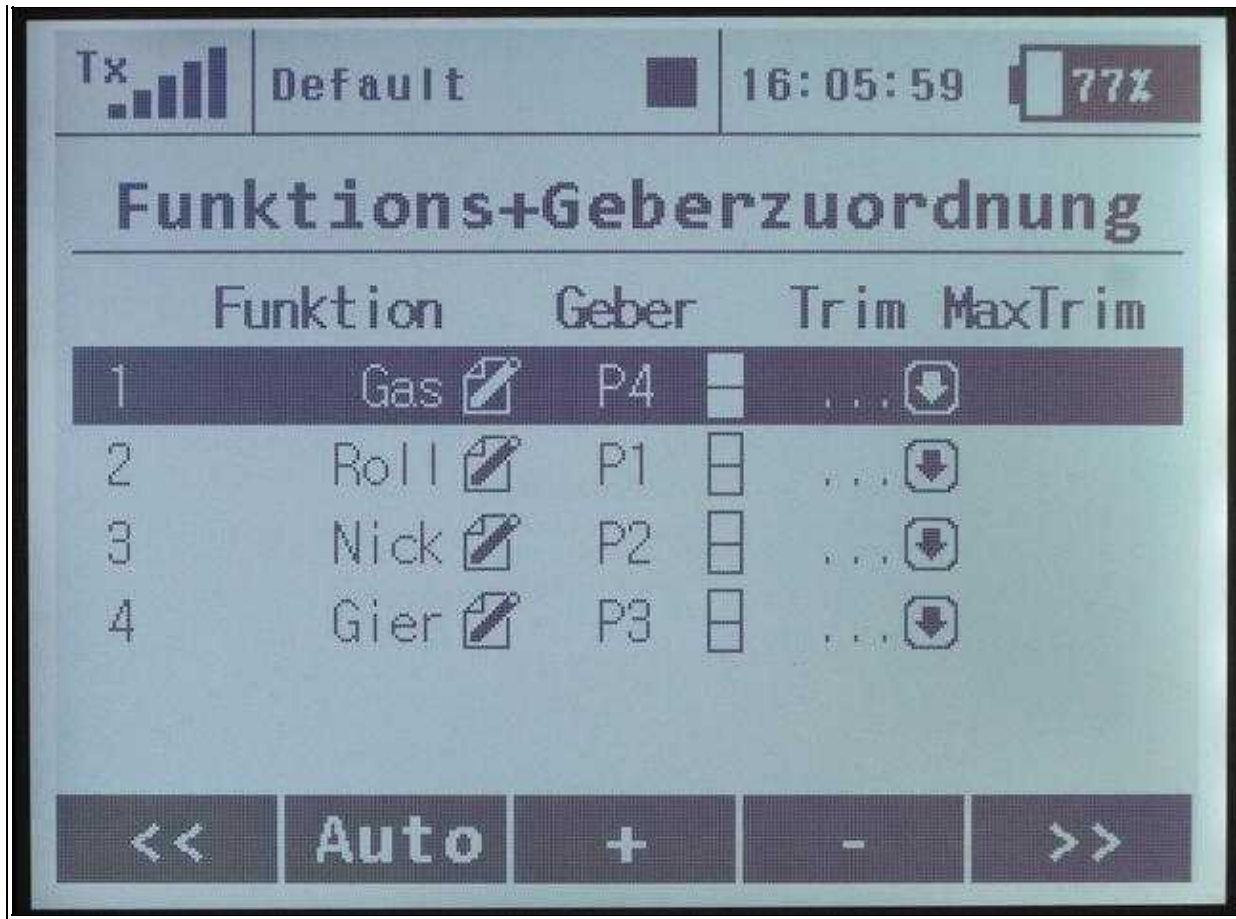 Tx Default 16:05:59 77%
Funktions+Geberzuordnung
Funktion Geber Trim MaxTrim
1 Gas P4 ...
2 Roll P1 ...
3 Nick P2 ...
4 Gier P3 ...
<< Auto + - >>